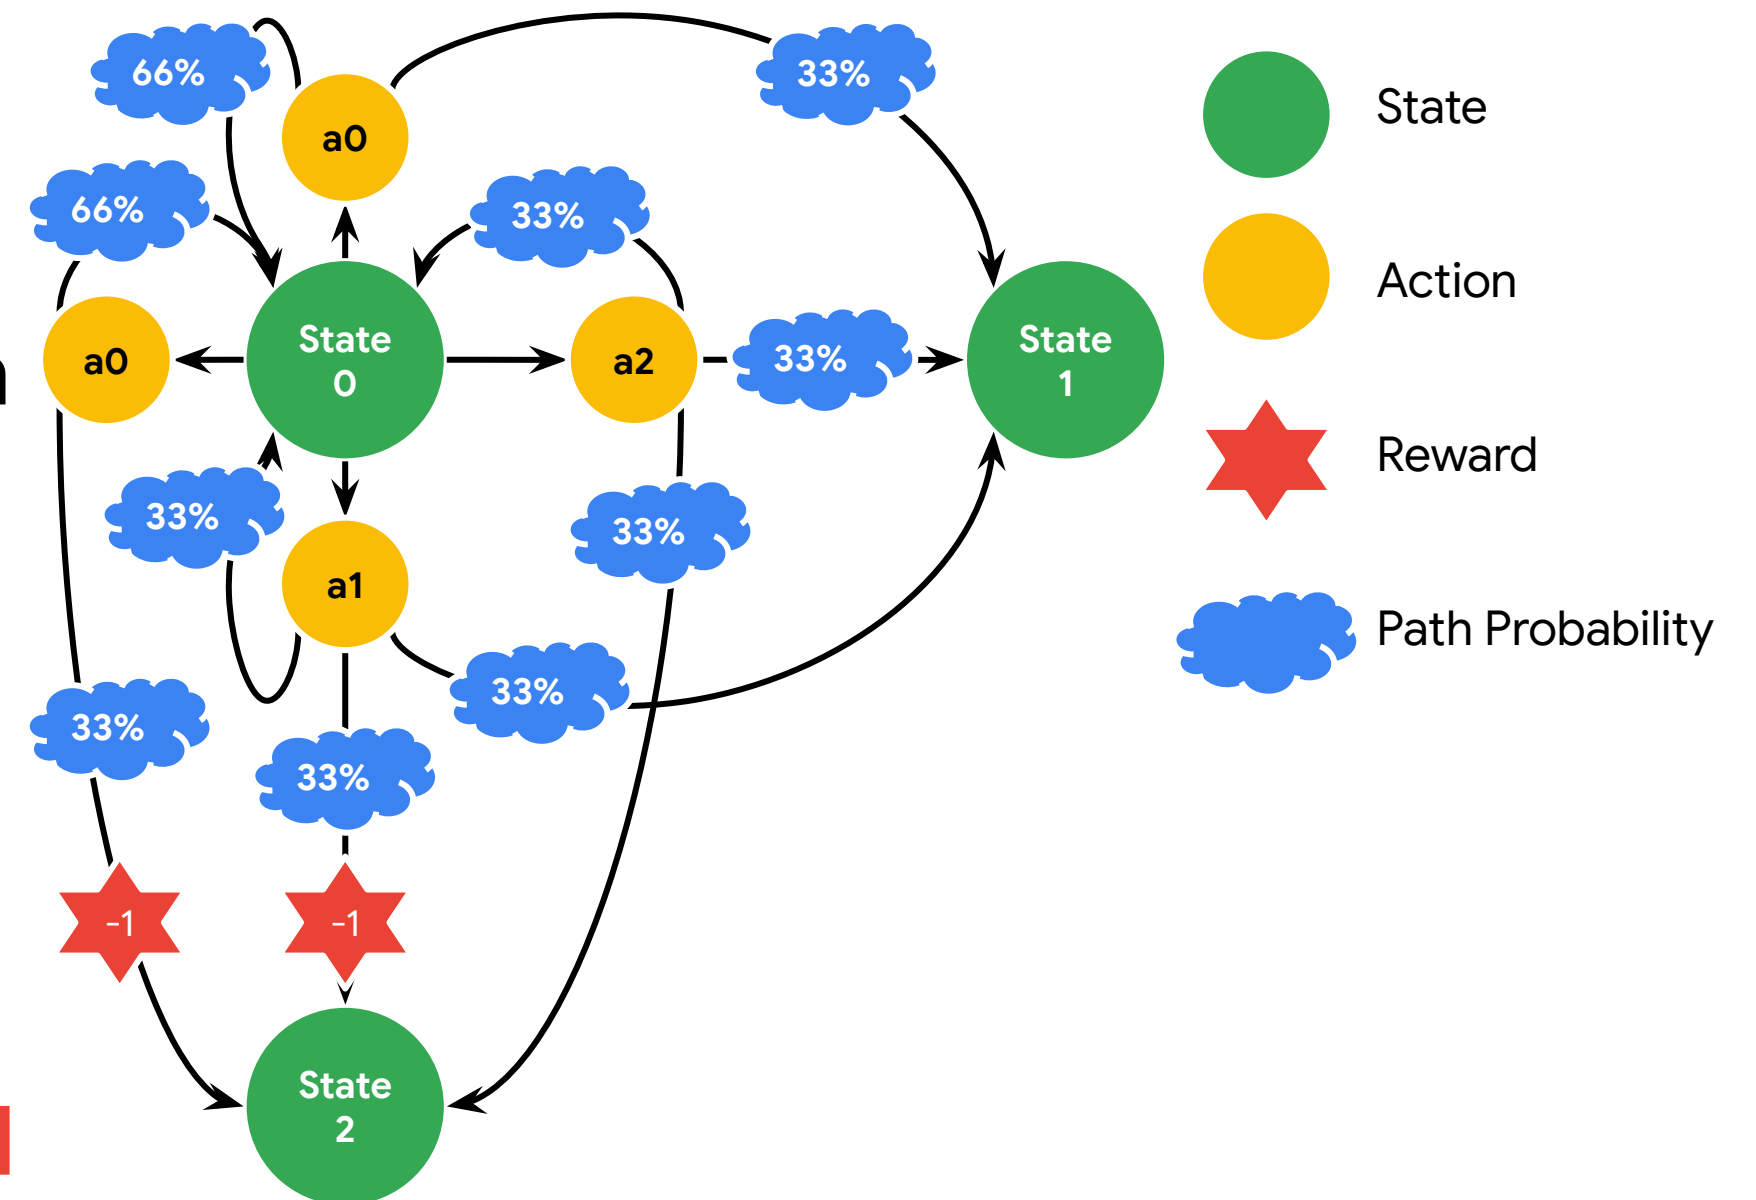 66%
33%
State
a0
66%
33%
Action
State
0
a0
a2
33%
State
1
Reward
33%
33%
a1
Path Probability
33%
33%
33%
-1
-1
State
2